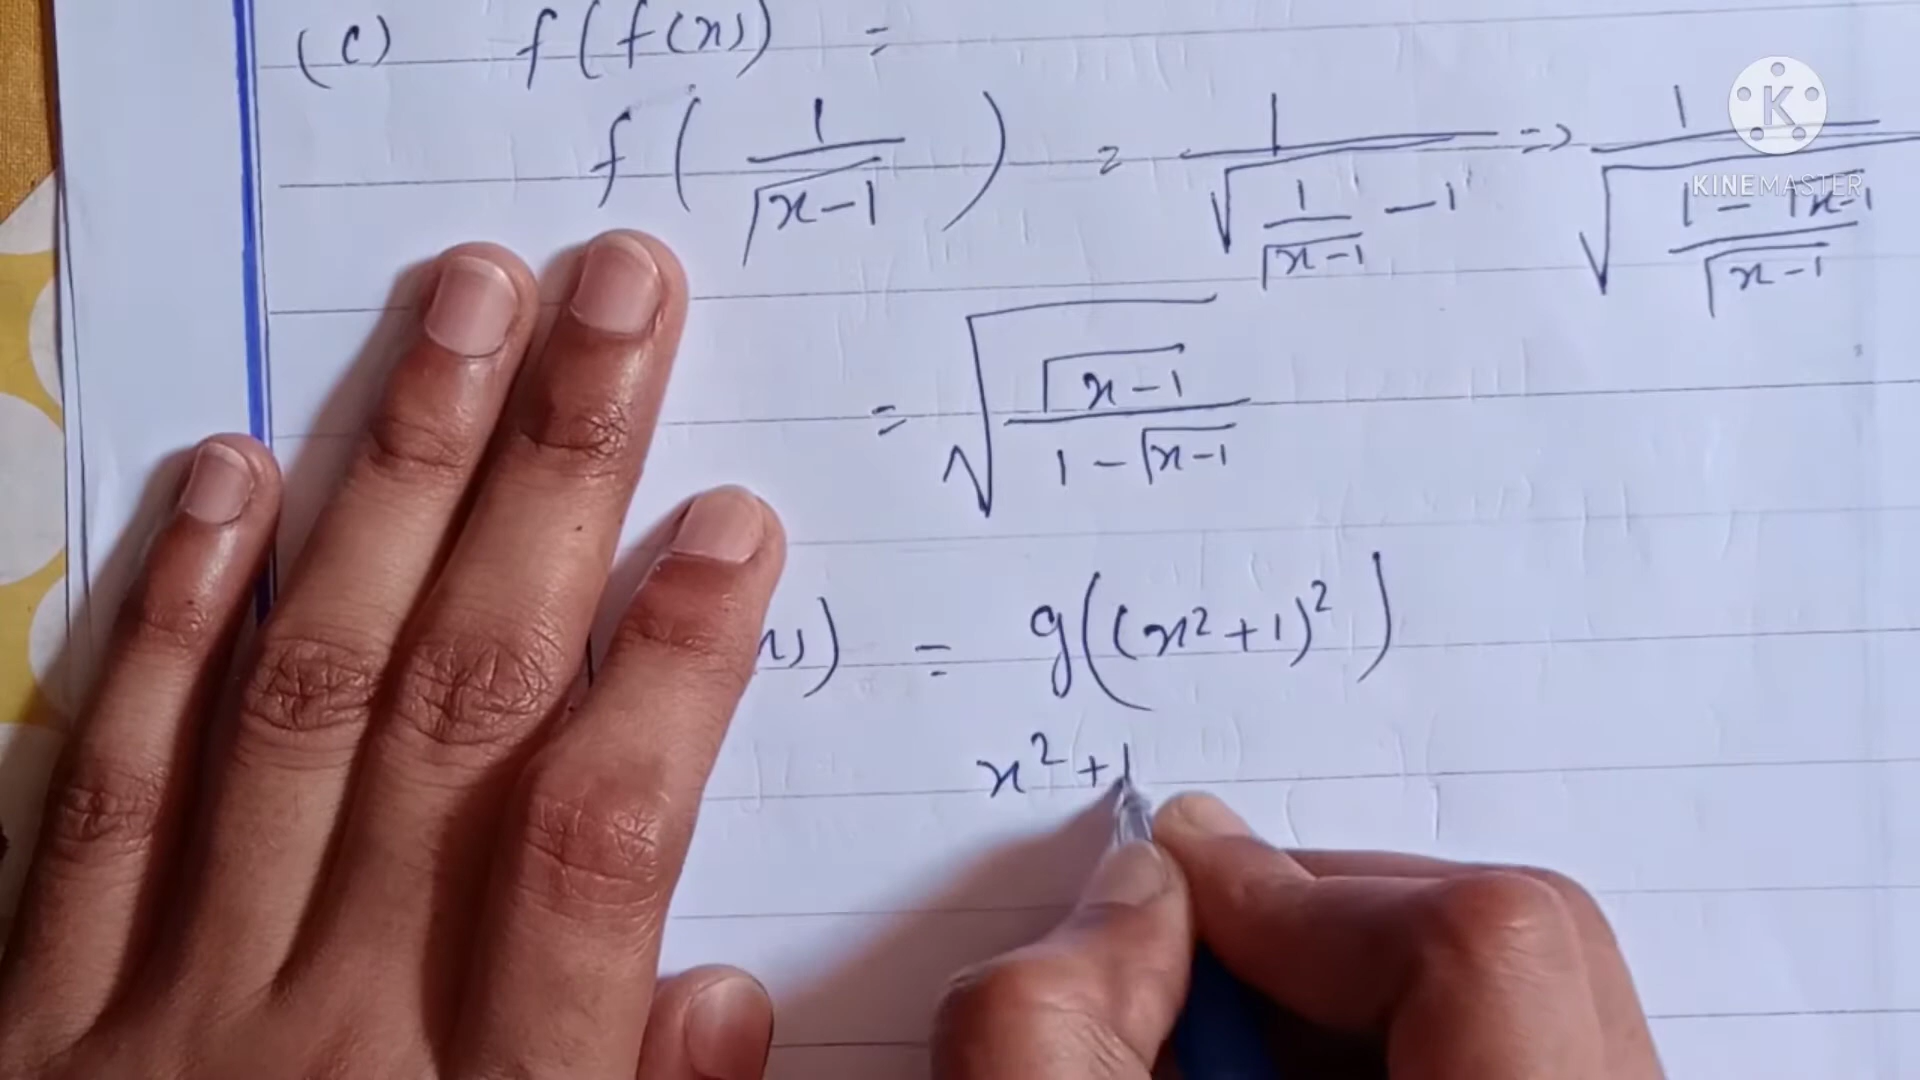 (c) f(f(x)) =
f(1/√(x-1)) = 1/√(1/√(x-1) - 1) => 1/√((1-√(x-1))/√(x-1))
= √(√(x-1)/(1-√(x-1)))
x)) = g((x²+1)²)
x²+1
KINEMASTER